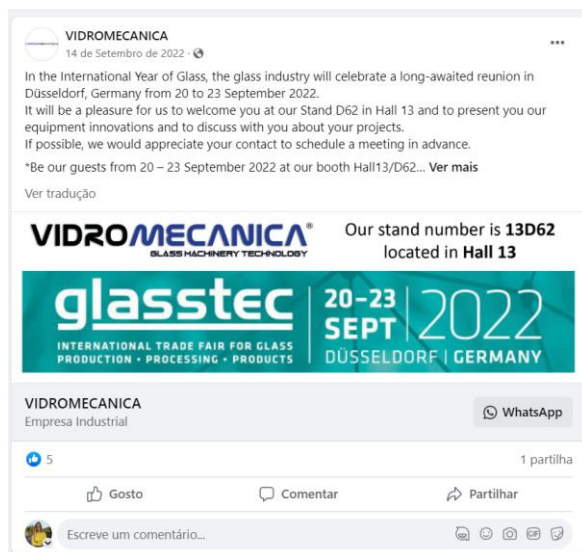 VIDROMECANICA
14 de Setembro de 2022 ·
In the International Year of Glass, the glass industry will celebrate a long-awaited reunion in
Düsseldorf, Germany from 20 to 23 September 2022.
It will be a pleasure for us to welcome you at our Stand D62 in Hall 13 and to present you our
equipment innovations and to discuss with you about your projects.
If possible, we would appreciate your contact to schedule a meeting in advance.
*Be our guests from 20 – 23 September 2022 at our booth Hall13/D62... Ver mais
Ver tradução
VIDROMECANICA®
GLASS MACHINERY TECHNOLOGY
Our stand number is 13D62
located in Hall 13
glasstec
INTERNATIONAL TRADE FAIR FOR GLASS
PRODUCTION • PROCESSING • PRODUCTS
20–23
SEPT
2022
DÜSSELDORF | GERMANY
VIDROMECANICA
Empresa Industrial
WhatsApp
5
1 partilha
Gosto
Comentar
Partilhar
Escreve um comentário...
GIF